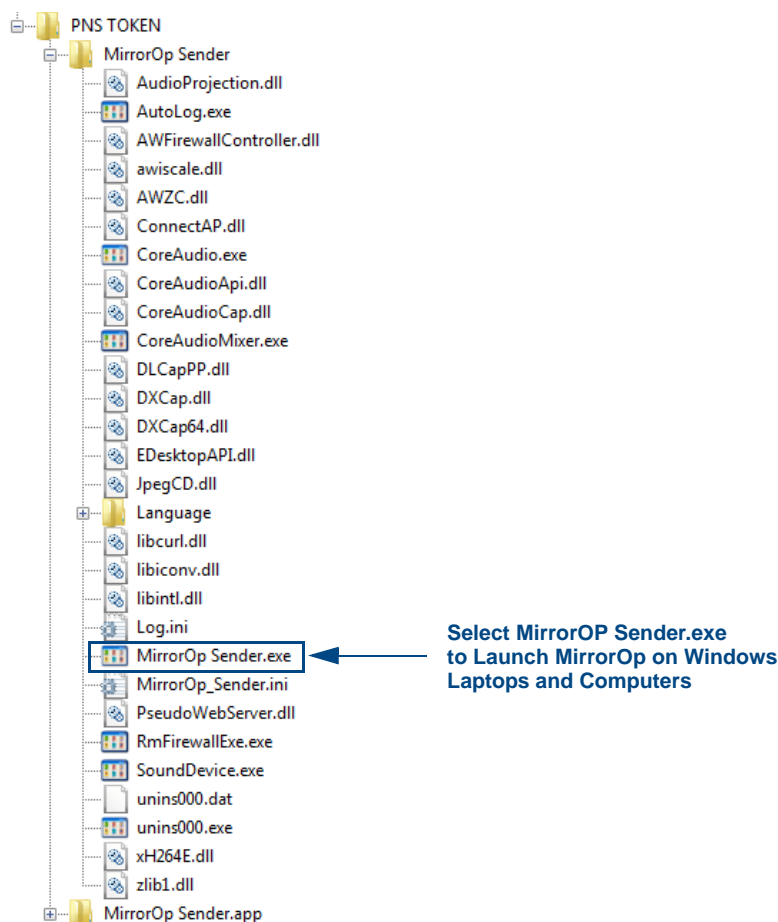 PNS TOKEN
MirrorOp Sender
AudioProjection.dll
AutoLog.exe
AWFirewallController.dll
awiscale.dll
AWZC.dll
ConnectAP.dll
CoreAudio.exe
CoreAudioApi.dll
CoreAudioCap.dll
CoreAudioMixer.exe
DLCapPP.dll
DXCap.dll
DXCap64.dll
EDesktopAPI.dll
JpegCD.dll
Language
libcurl.dll
libiconv.dll
libintl.dll
Log.ini
MirrorOp Sender.exe
Select MirrorOP Sender.exe
to Launch MirrorOp on Windows
Laptops and Computers
MirrorOp_Sender.ini
PseudoWebServer.dll
RmFirewallExe.exe
SoundDevice.exe
unins000.dat
unins000.exe
xH264E.dll
zlib1.dll
MirrorOp Sender.app